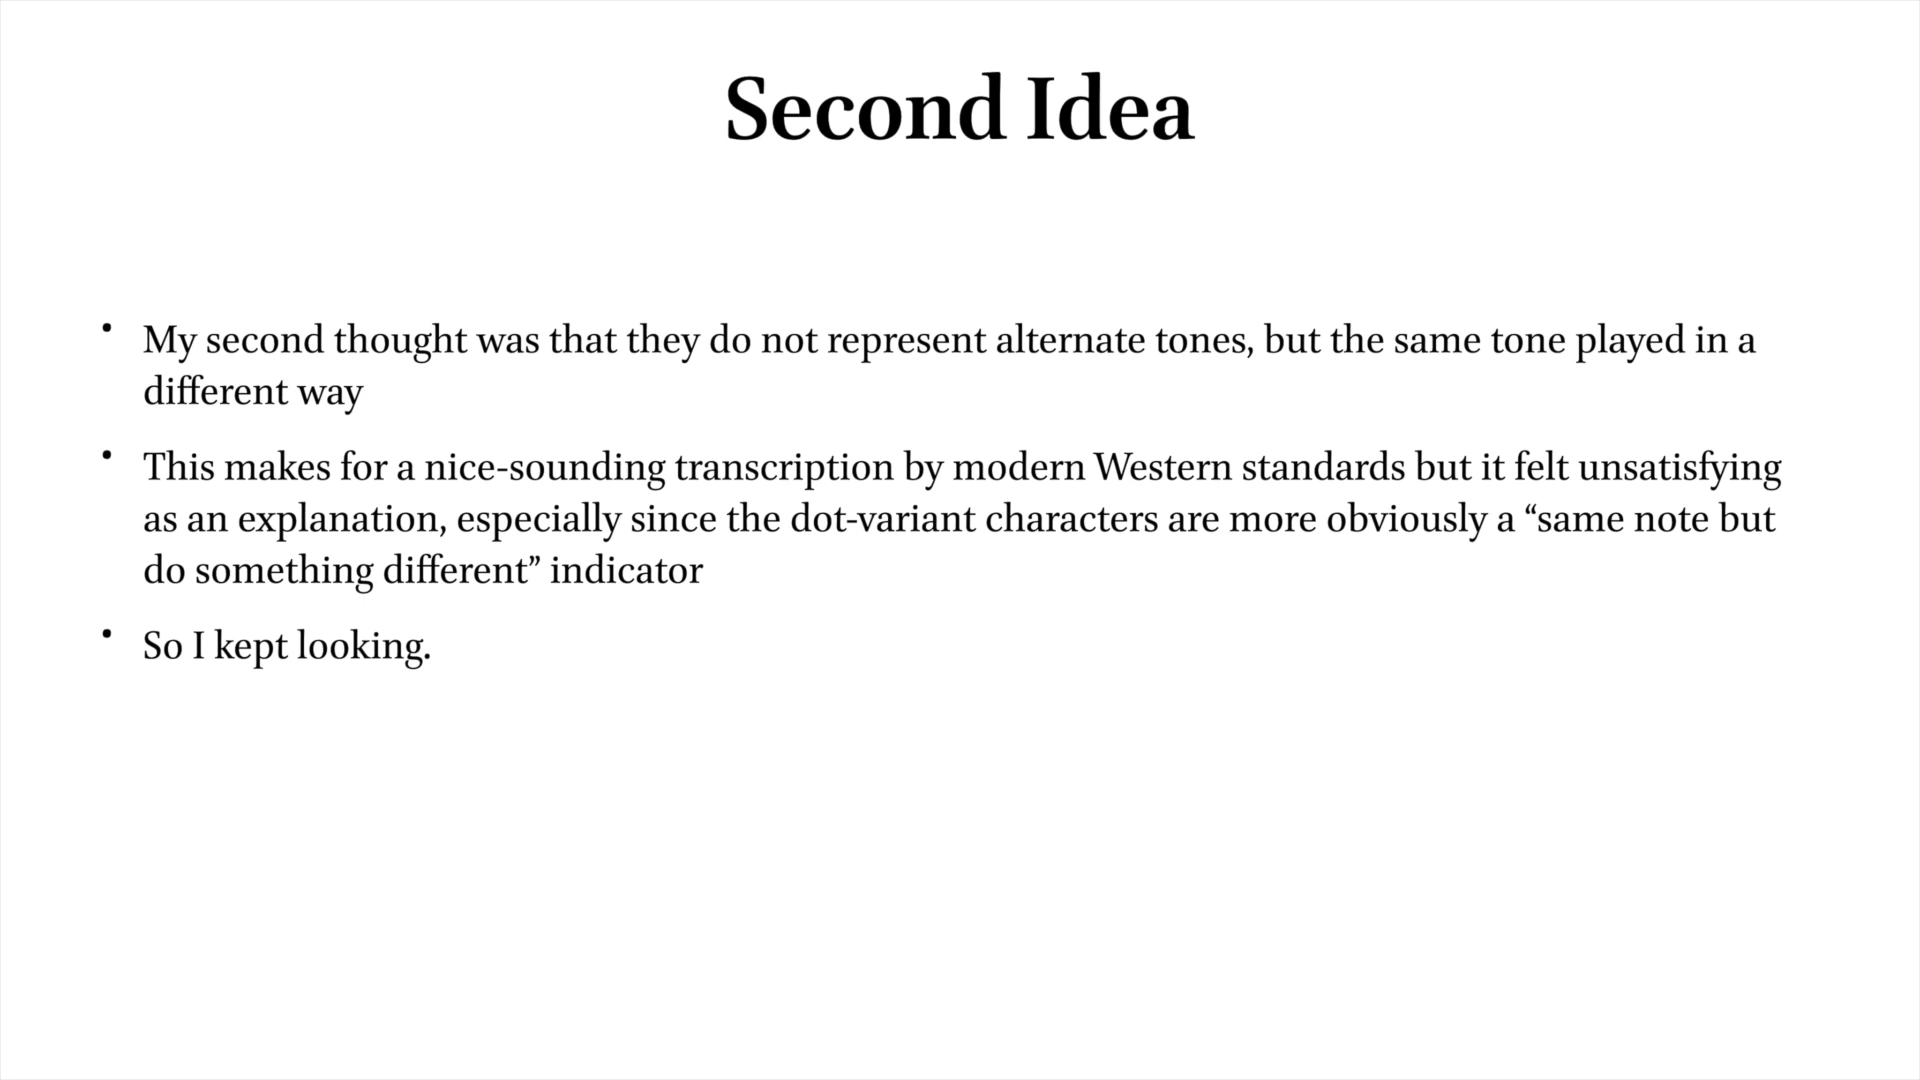 Second Idea
• My second thought was that they do not represent alternate tones, but the same tone played in a
different way
• This makes for a nice-sounding transcription by modern Western standards but it felt unsatisfying
as an explanation, especially since the dot-variant characters are more obviously a “same note but
do something different” indicator
• So I kept looking.